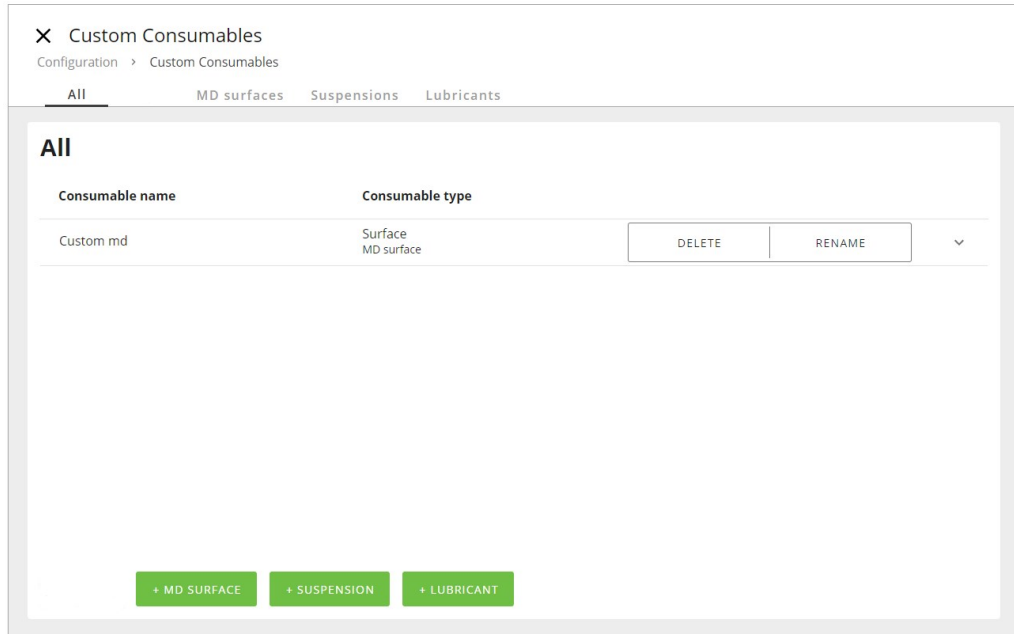 Custom Consumables
Configuration > Custom Consumables
All MD surfaces Suspensions Lubricants
All
Consumable name Consumable type
Custom md Surface DELETE RENAME
MD surface
+ MD SURFACE + SUSPENSION + LUBRICANT